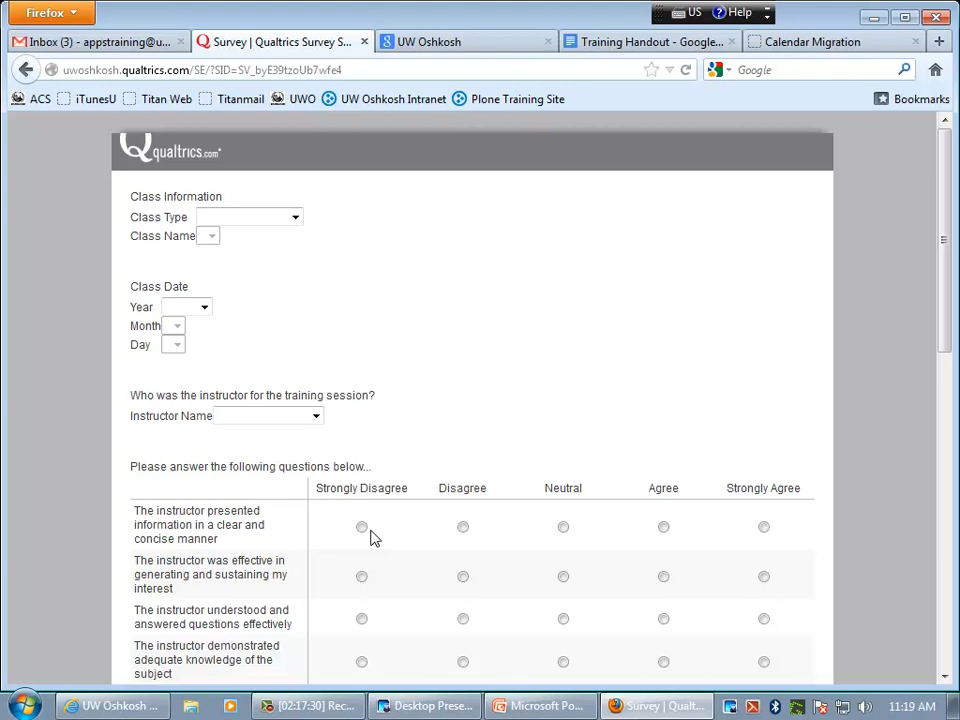 Firefox
US
Help
Inbox (3) - appstraining@u...
Survey | Qualtrics Survey S...
UW Oshkosh
Training Handout - Google...
Calendar Migration
uwoshkosh.qualtrics.com/SE/?SID=SV_byE39tzoUb7wfe4
Google
ACS
iTunesU
Titan Web
Titanmail
UWO
UW Oshkosh Intranet
Plone Training Site
Bookmarks
qualtrics.com
Class Information
Class Type
Class Name
Class Date
Year
Month
Day
Who was the instructor for the training session?
Instructor Name
Please answer the following questions below...
Strongly Disagree Disagree Neutral Agree Strongly Agree
The instructor presented
information in a clear and
concise manner
The instructor was effective in
generating and sustaining my
interest
The instructor understood and
answered questions effectively
The instructor demonstrated
adequate knowledge of the
subject
UW Oshkosh ...
[02:17:30] Rec...
Desktop Prese...
Microsoft Po...
Survey | Qualt...
11:19 AM